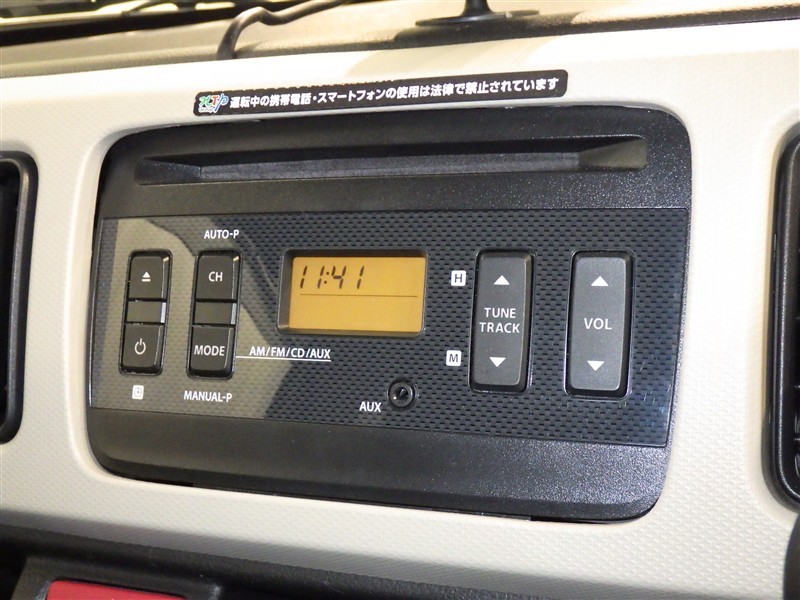 運転中の携帯電話・スマートフォンの使用は法律で禁止されています
AUTO-P
CH
11:41
H
TUNE
TRACK
VOL
MODE
AM/FM/CD/AUX
M
MANUAL-P
AUX